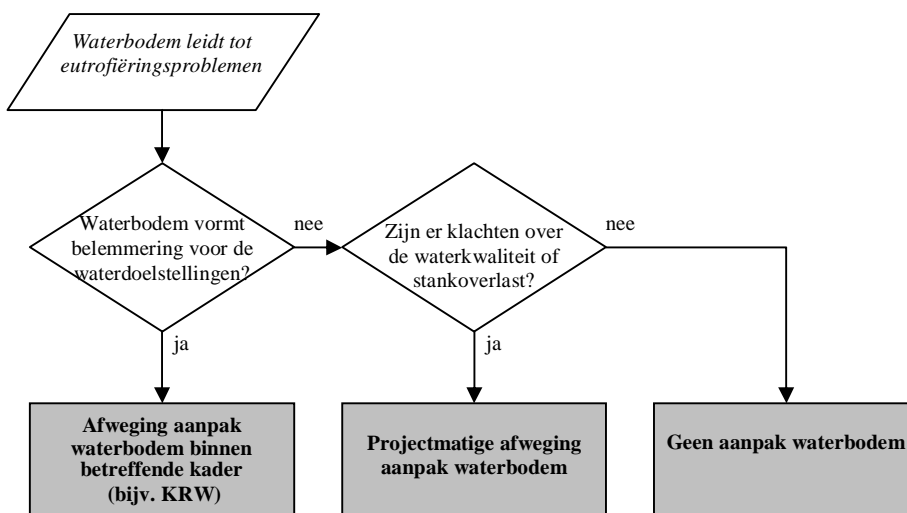 Waterbodem leidt tot
eutrofiëringsproblemen
Waterbodem vormt
belemmering voor de
waterdoelstellingen?
nee
Zijn er klachten over
de waterkwaliteit of
stankoverlast?
nee
ja
ja
Afweging aanpak
waterbodem binnen
betreffende kader
(bijv. KRW)
Projectmatige afweging
aanpak waterbodem
Geen aanpak waterbodem